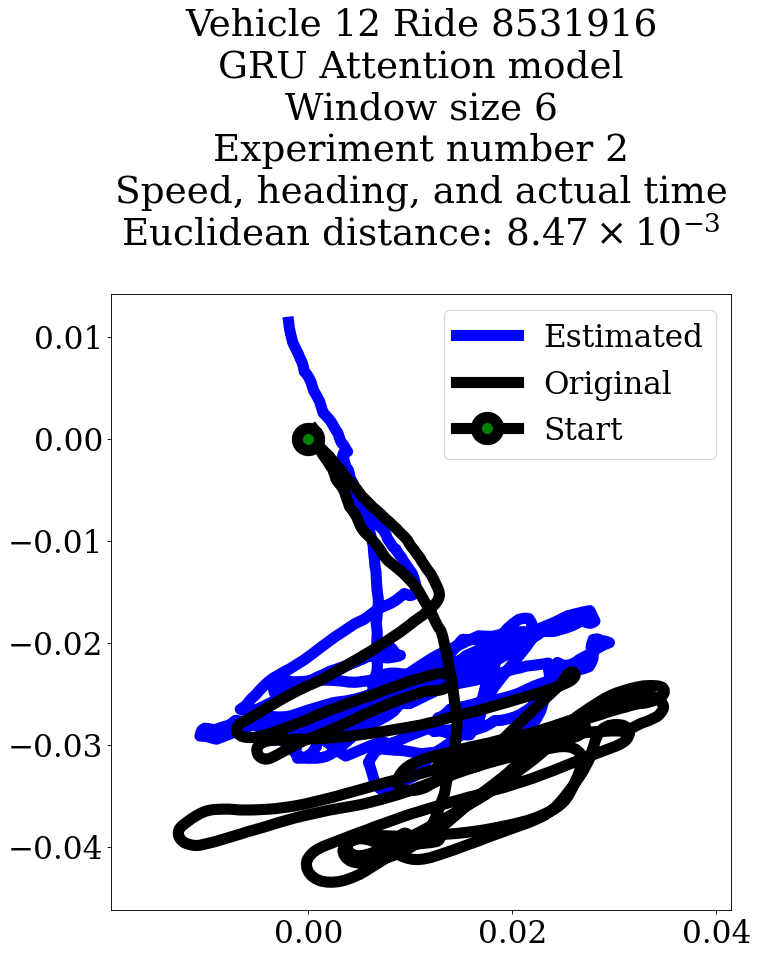 Vehicle 12 Ride 8531916
GRU Attention model
Window size 6
Experiment number 2
Speed, heading, and actual time
Euclidean distance: 8.47 × 10⁻³
Estimated
Original
Start
0.01
0.00
−0.01
−0.02
−0.03
−0.04
0.00 0.02 0.04